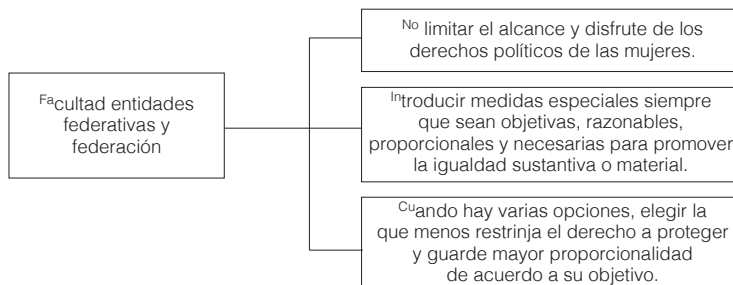 Facultad entidades
federativas y
federación
No limitar el alcance y disfrute de los
derechos políticos de las mujeres.
Introducir medidas especiales siempre
que sean objetivas, razonables,
proporcionales y necesarias para promover
la igualdad sustantiva o material.
Cuando hay varias opciones, elegir la
que menos restrinja el derecho a proteger
y guarde mayor proporcionalidad
de acuerdo a su objetivo.